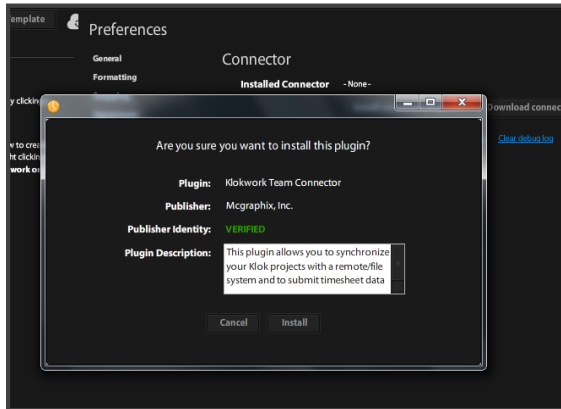 emplate
Preferences
General
Connector
Formatting
Installed Connector - None -
y clicking
Download connec
Clear debug log
w to crea
ht clickin
work o
Are you sure you want to install this plugin?
Plugin: Klokwork Team Connector
Publisher: Mcgraphix, Inc.
Publisher Identity: VERIFIED
Plugin Description: This plugin allows you to synchronize
your Klok projects with a remote/file
system and to submit timesheet data
Cancel Install